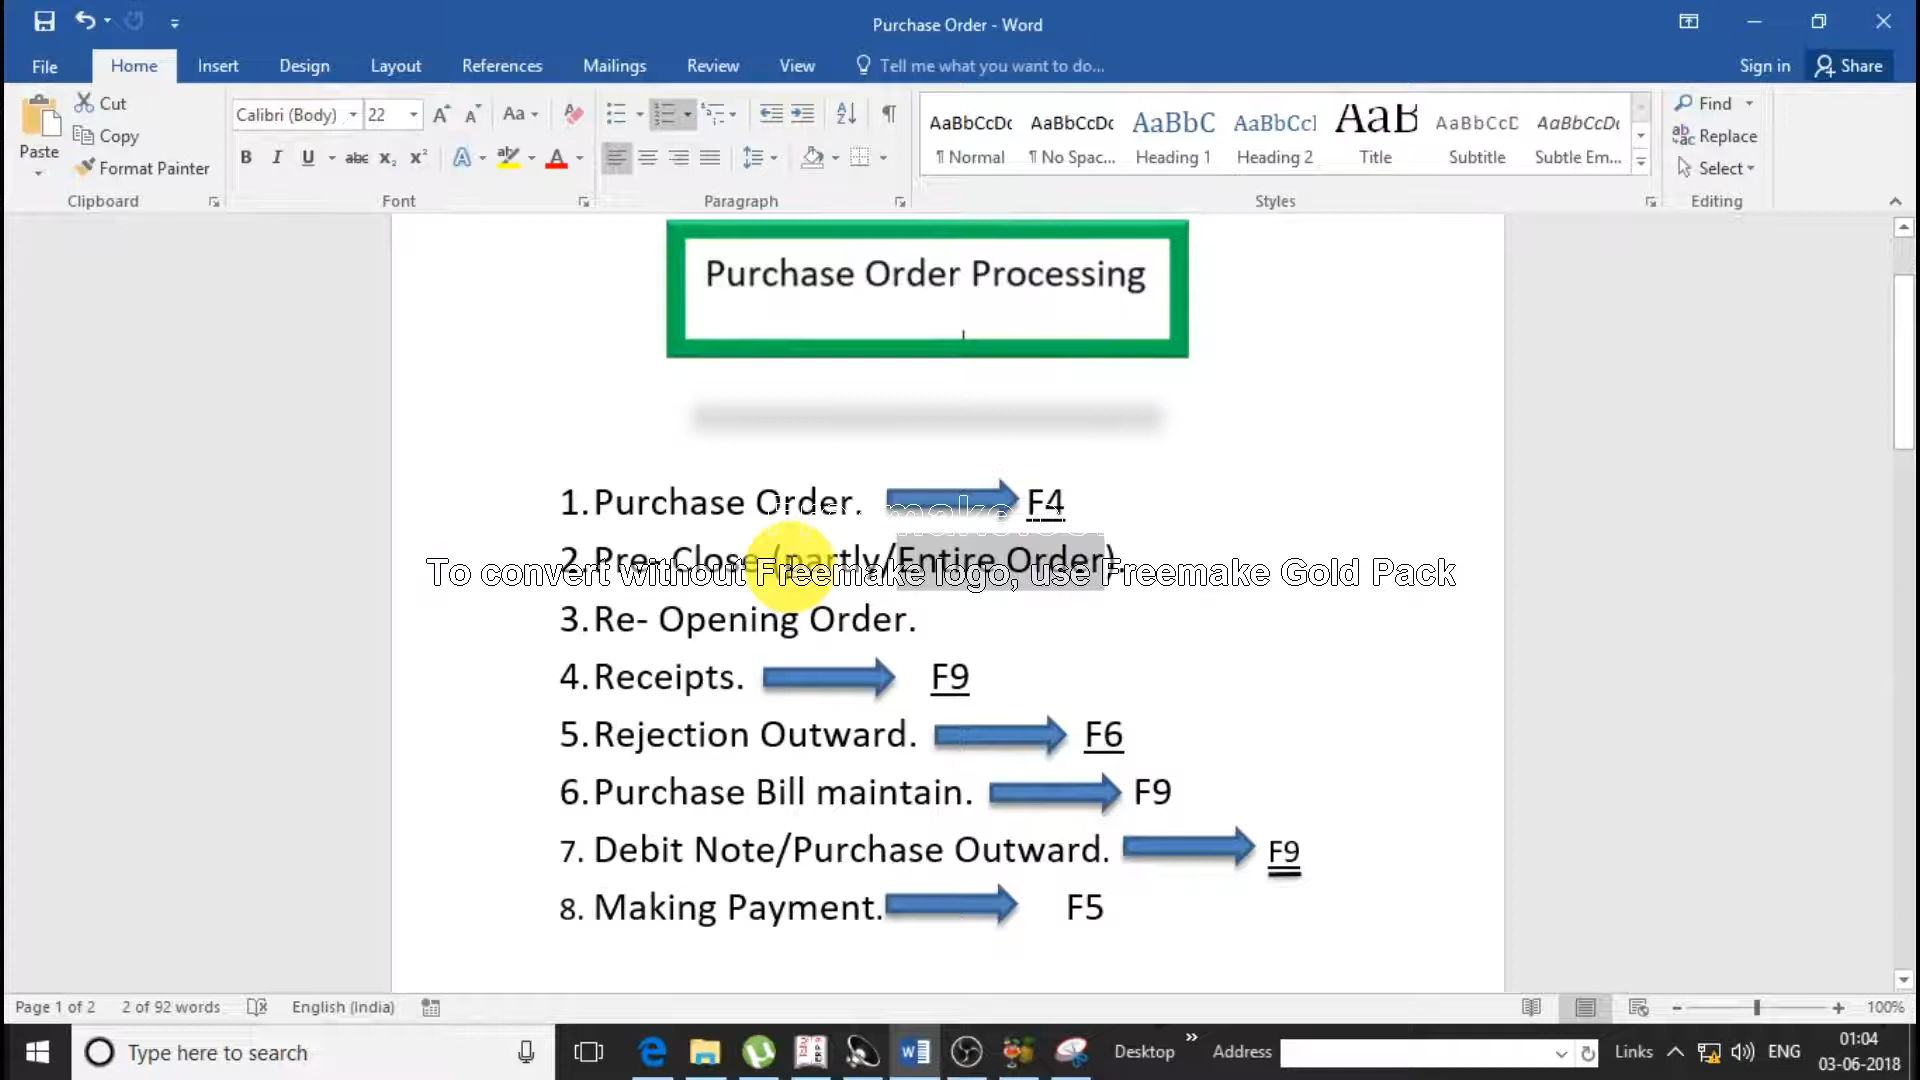 Purchase Order - Word
File Home Insert Design Layout References Mailings Review View Tell me what you want to do... Sign in Share
Paste
Cut
Copy
Format Painter
Clipboard
Calibri (Body) 22
Font
Paragraph
AaBbCcDc AaBbCcDc AaBbC AaBbCcI AaB AaBbCcD AaBbCcDc
¶ Normal ¶ No Spac... Heading 1 Heading 2 Title Subtitle Subtle Em...
Styles
Find
Replace
Select
Editing
Purchase Order Processing
1. Purchase Order. F4
2. Pre- Close (partly/Entire Order).
To convert without Freemake logo, use Freemake Gold Pack
3. Re- Opening Order.
4. Receipts. F9
5. Rejection Outward. F6
6. Purchase Bill maintain. F9
7. Debit Note/Purchase Outward. F9
8. Making Payment. F5
Page 1 of 2 2 of 92 words English (India) 100%
Type here to search Desktop Address Links ENG
01:04
03-06-2018